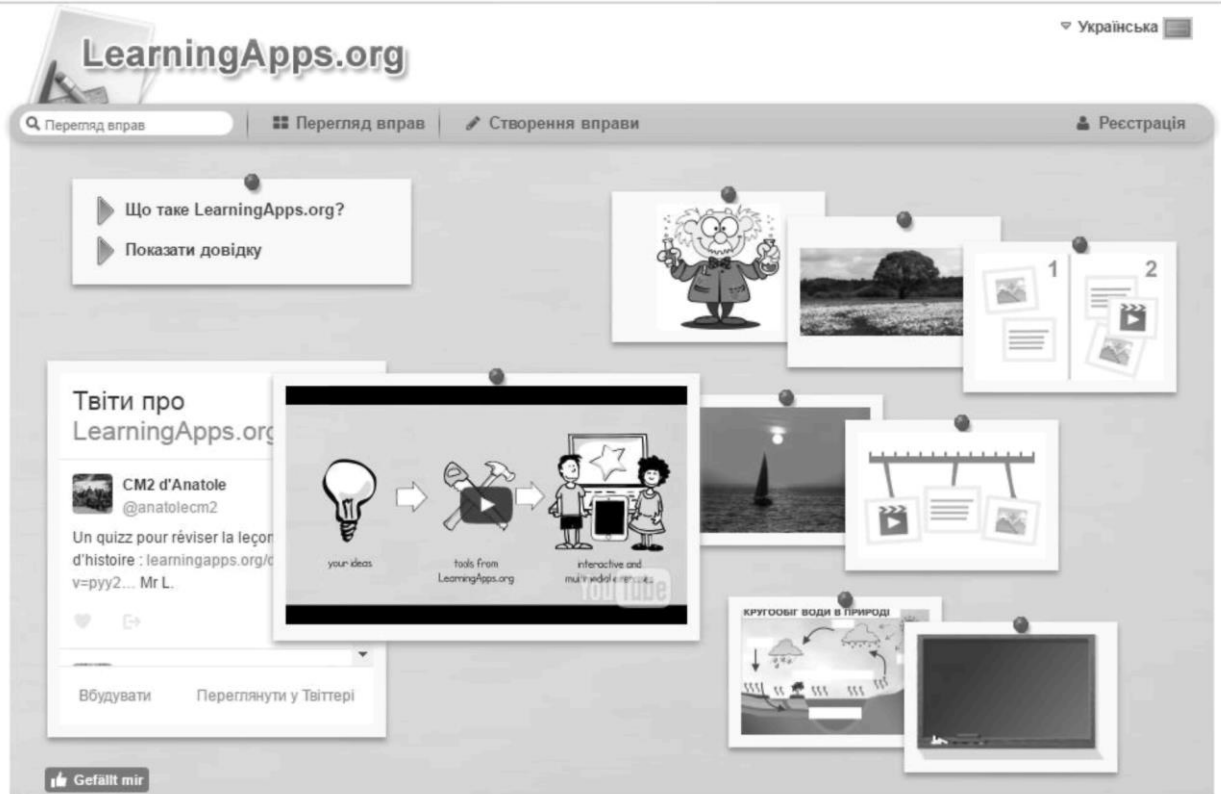 LearningApps.org
Українська
Перегляд вправ
Перегляд вправ
Створення вправи
Реєстрація
Що таке LearningApps.org?
Показати довідку
1
2
Твіти про
LearningApps.org
CM2 d'Anatole
@anatolecm2
Un quizz pour réviser la leçon
d'histoire : learningapps.org/d
v=pyy2… Mr L.
your ideas
tools from
LearningApps.org
interactive and
YouTube
КРУГООБІГ ВОДИ В ПРИРОДІ
Вбудувати
Переглянути у Твіттері
Gefällt mir